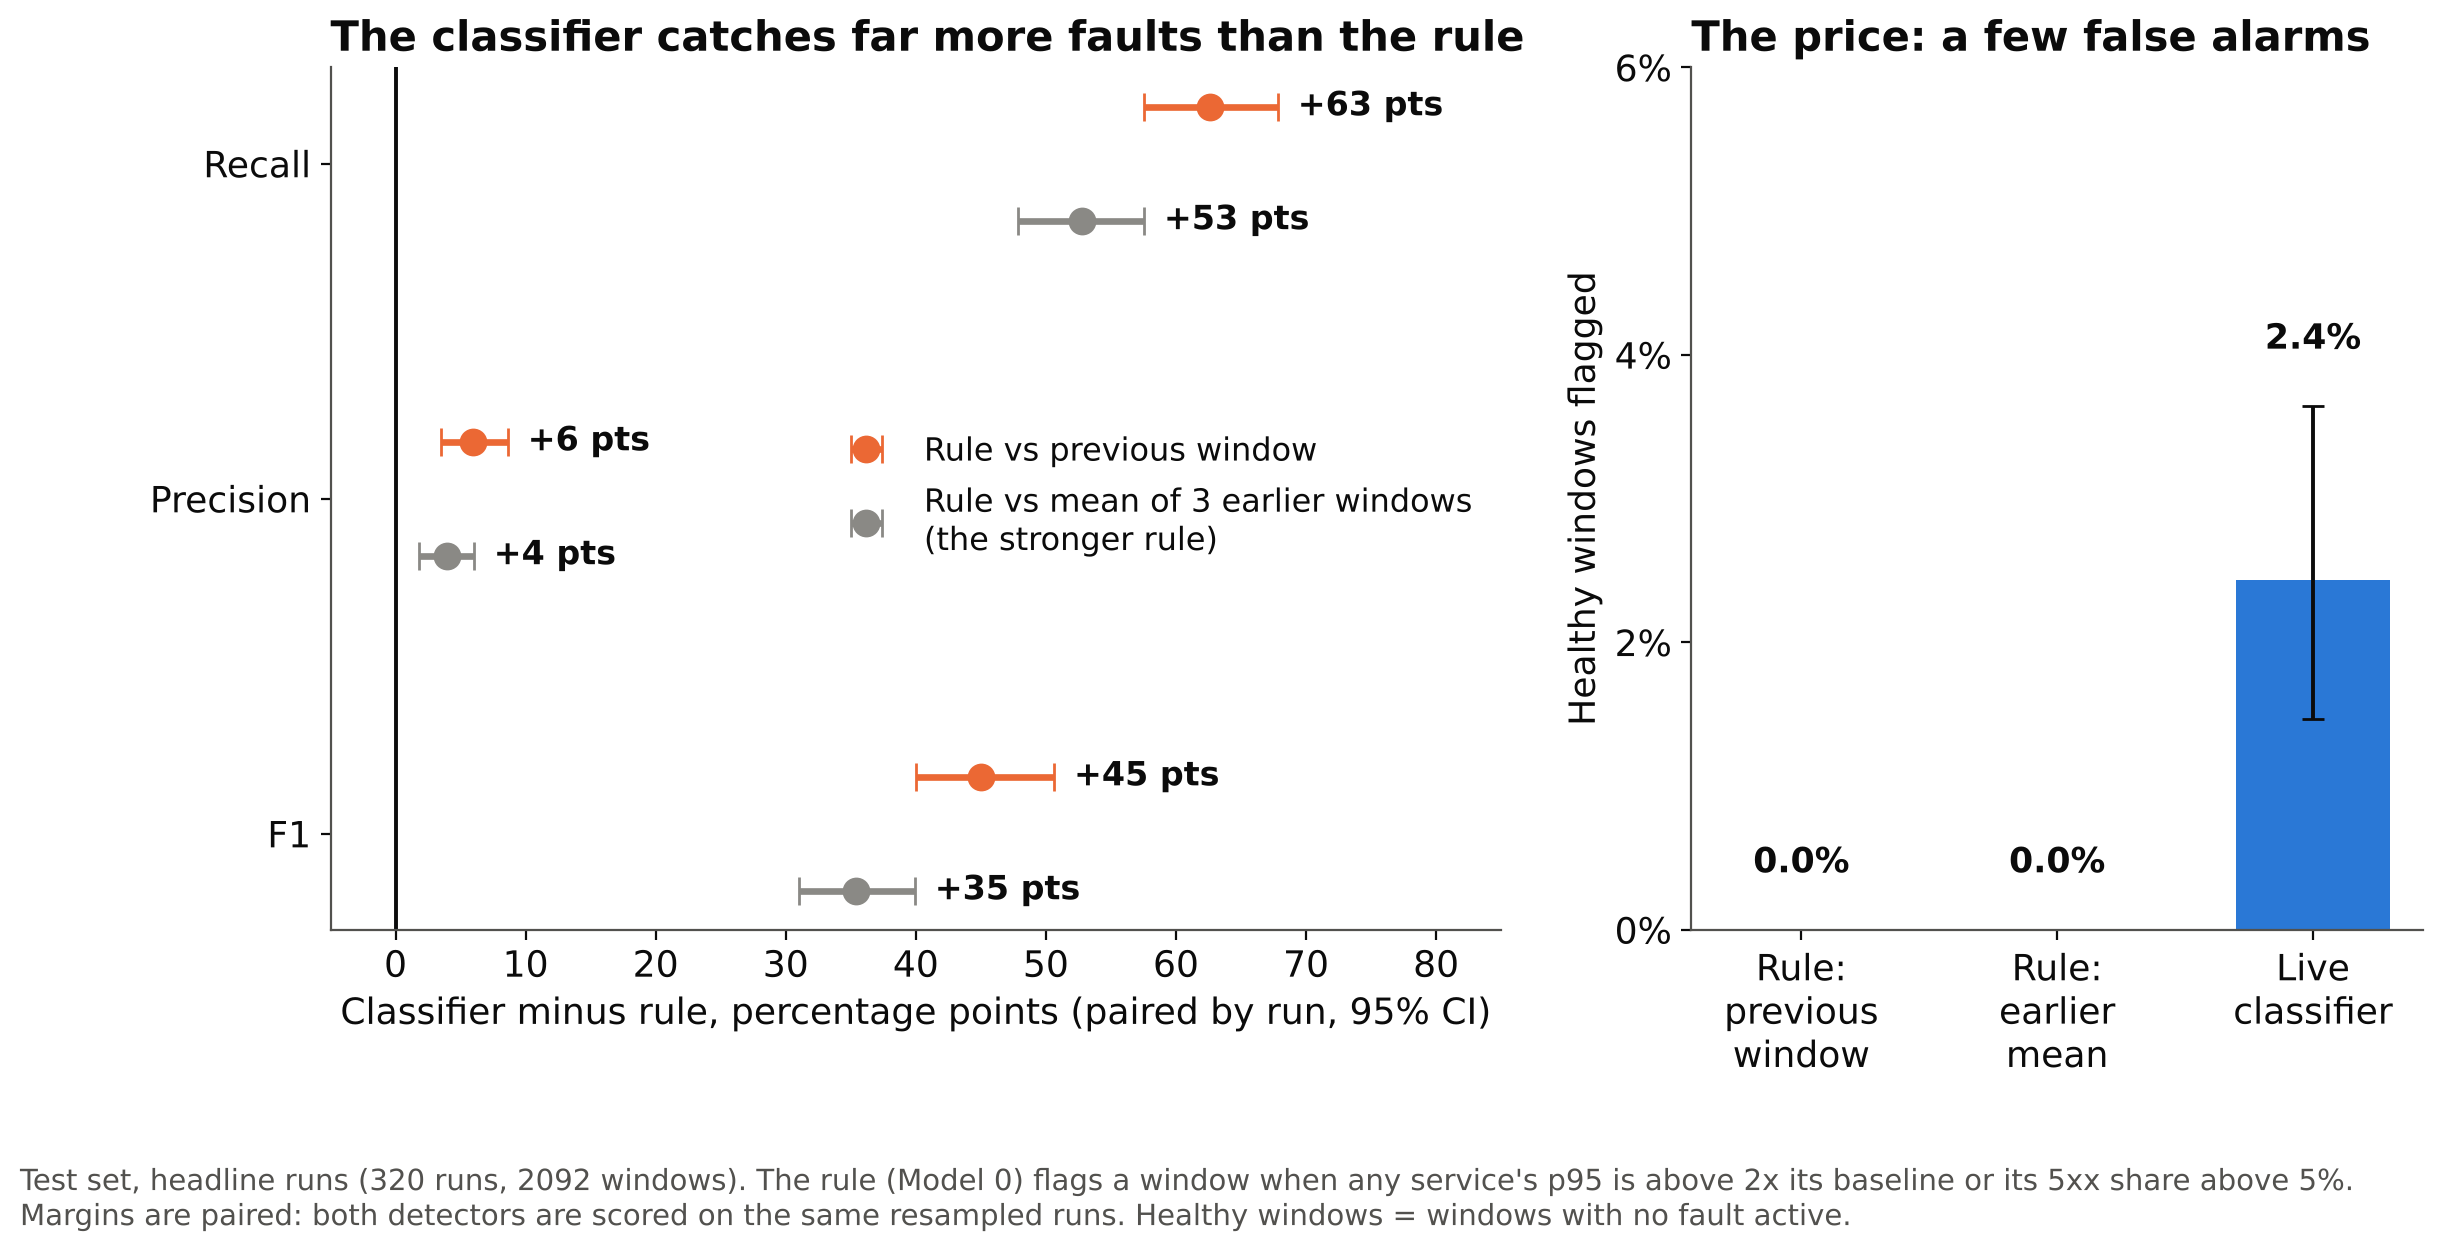 The classifier catches far more faults than the rule
Recall
Precision
F1
+63 pts
+53 pts
+6 pts
+4 pts
+45 pts
+35 pts
Rule vs previous window
Rule vs mean of 3 earlier windows
(the stronger rule)
0 10 20 30 40 50 60 70 80
Classifier minus rule, percentage points (paired by run, 95% CI)
The price: a few false alarms
Healthy windows flagged
6%
4%
2%
0%
0.0%
0.0%
2.4%
Rule:
previous
window
Rule:
earlier
mean
Live
classifier
Test set, headline runs (320 runs, 2092 windows). The rule (Model 0) flags a window when any service's p95 is above 2x its baseline or its 5xx share above 5%.
Margins are paired: both detectors are scored on the same resampled runs. Healthy windows = windows with no fault active.